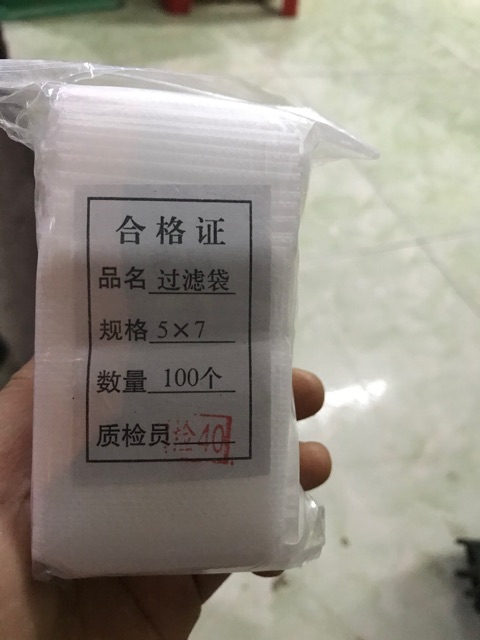 合格证
品名 过滤袋
规格 5×7
数量 100个
质检员 检40